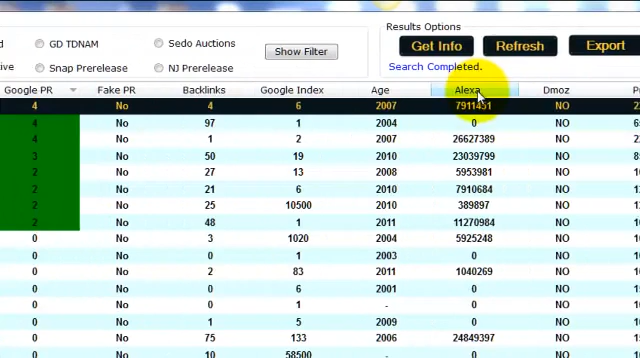 Results Options
d GD TDNAM Sedo Auctions Show Filter Get Info Refresh Export
ive Snap Prerelease NJ Prerelease Search Completed.
Google PR Fake PR Backlinks Google Index Age Alexa Dmoz P
4 No 4 6 2007 7911431 NO 2
4 No 97 1 2004 0 NO 6
4 No 2 1 2007 26627389 NO 2
3 No 50 19 2010 23039799 NO
2 No 27 13 2008 5953981 NO 1
2 No 21 6 2010 7910684 NO
2 No 25 10500 2010 389897 NO
2 No 48 1 2011 11270984 NO
0 No 3 1020 2004 5925248 NO
0 No 0 1 2003 0 NO
0 No 2 83 2011 1040269 NO
0 No 0 6 2001 0 NO
0 No 0 1 - 0 NO
0 No 1 5 2009 0 NO
0 No 75 133 2006 24849397 NO
0 No 10 58500 - 0 NO